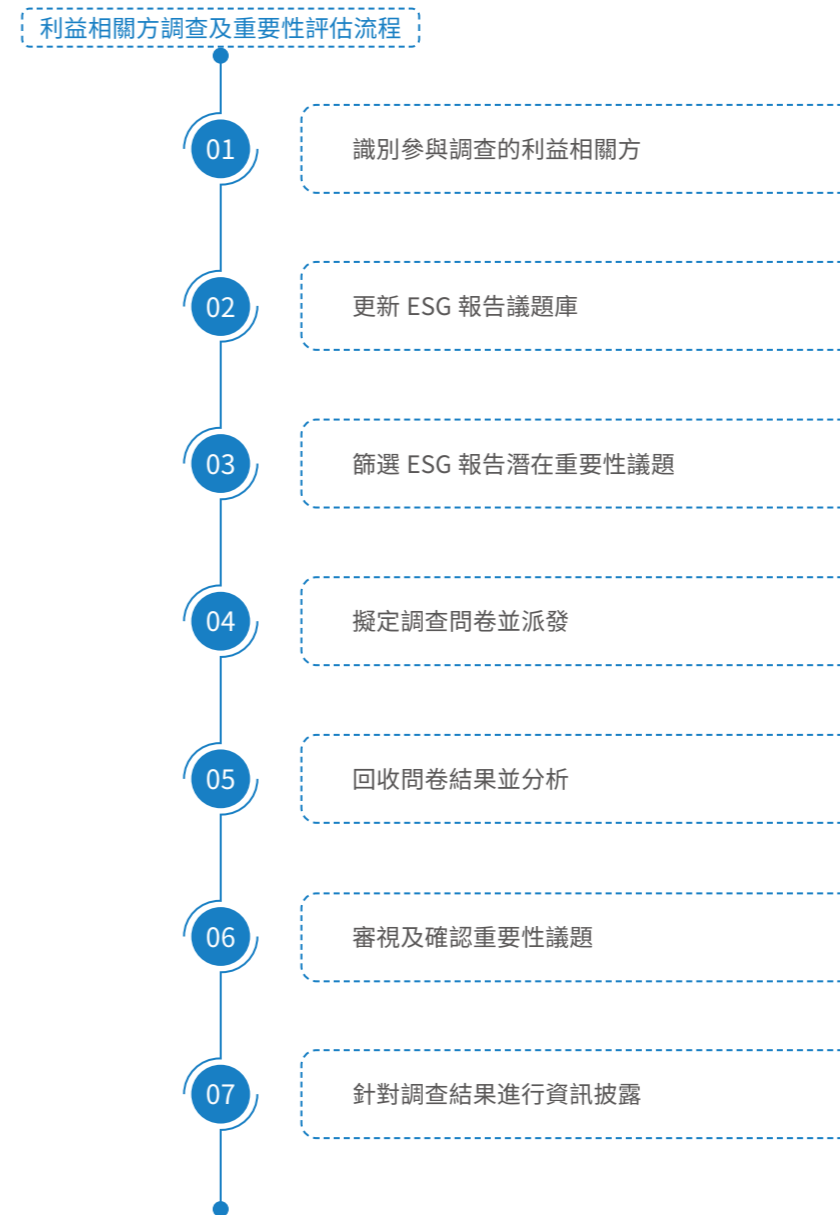 利益相關方調查及重要性評估流程
01
識別參與調查的利益相關方
02
更新 ESG 報告議題庫
03
篩選 ESG 報告潛在重要性議題
04
擬定調查問卷並派發
05
回收問卷結果並分析
06
審視及確認重要性議題
07
針對調查結果進行資訊披露